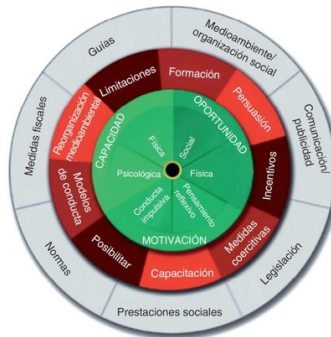 Guías
Medioambiente/
organización social
Comunicación/
publicidad
Legislación
Prestaciones sociales
Normas
Medidas fiscales
Limitaciones
Formación
Persuasión
Incentivos
Medidas
coercitivas
Capacitación
Posibilitar
Modelos
de conducta
Reorganización
medioambiental
CAPACIDAD
OPORTUNIDAD
MOTIVACIÓN
Física
Social
Psicológica
Física
Conducta
impulsiva
Pensamiento
reflexivo